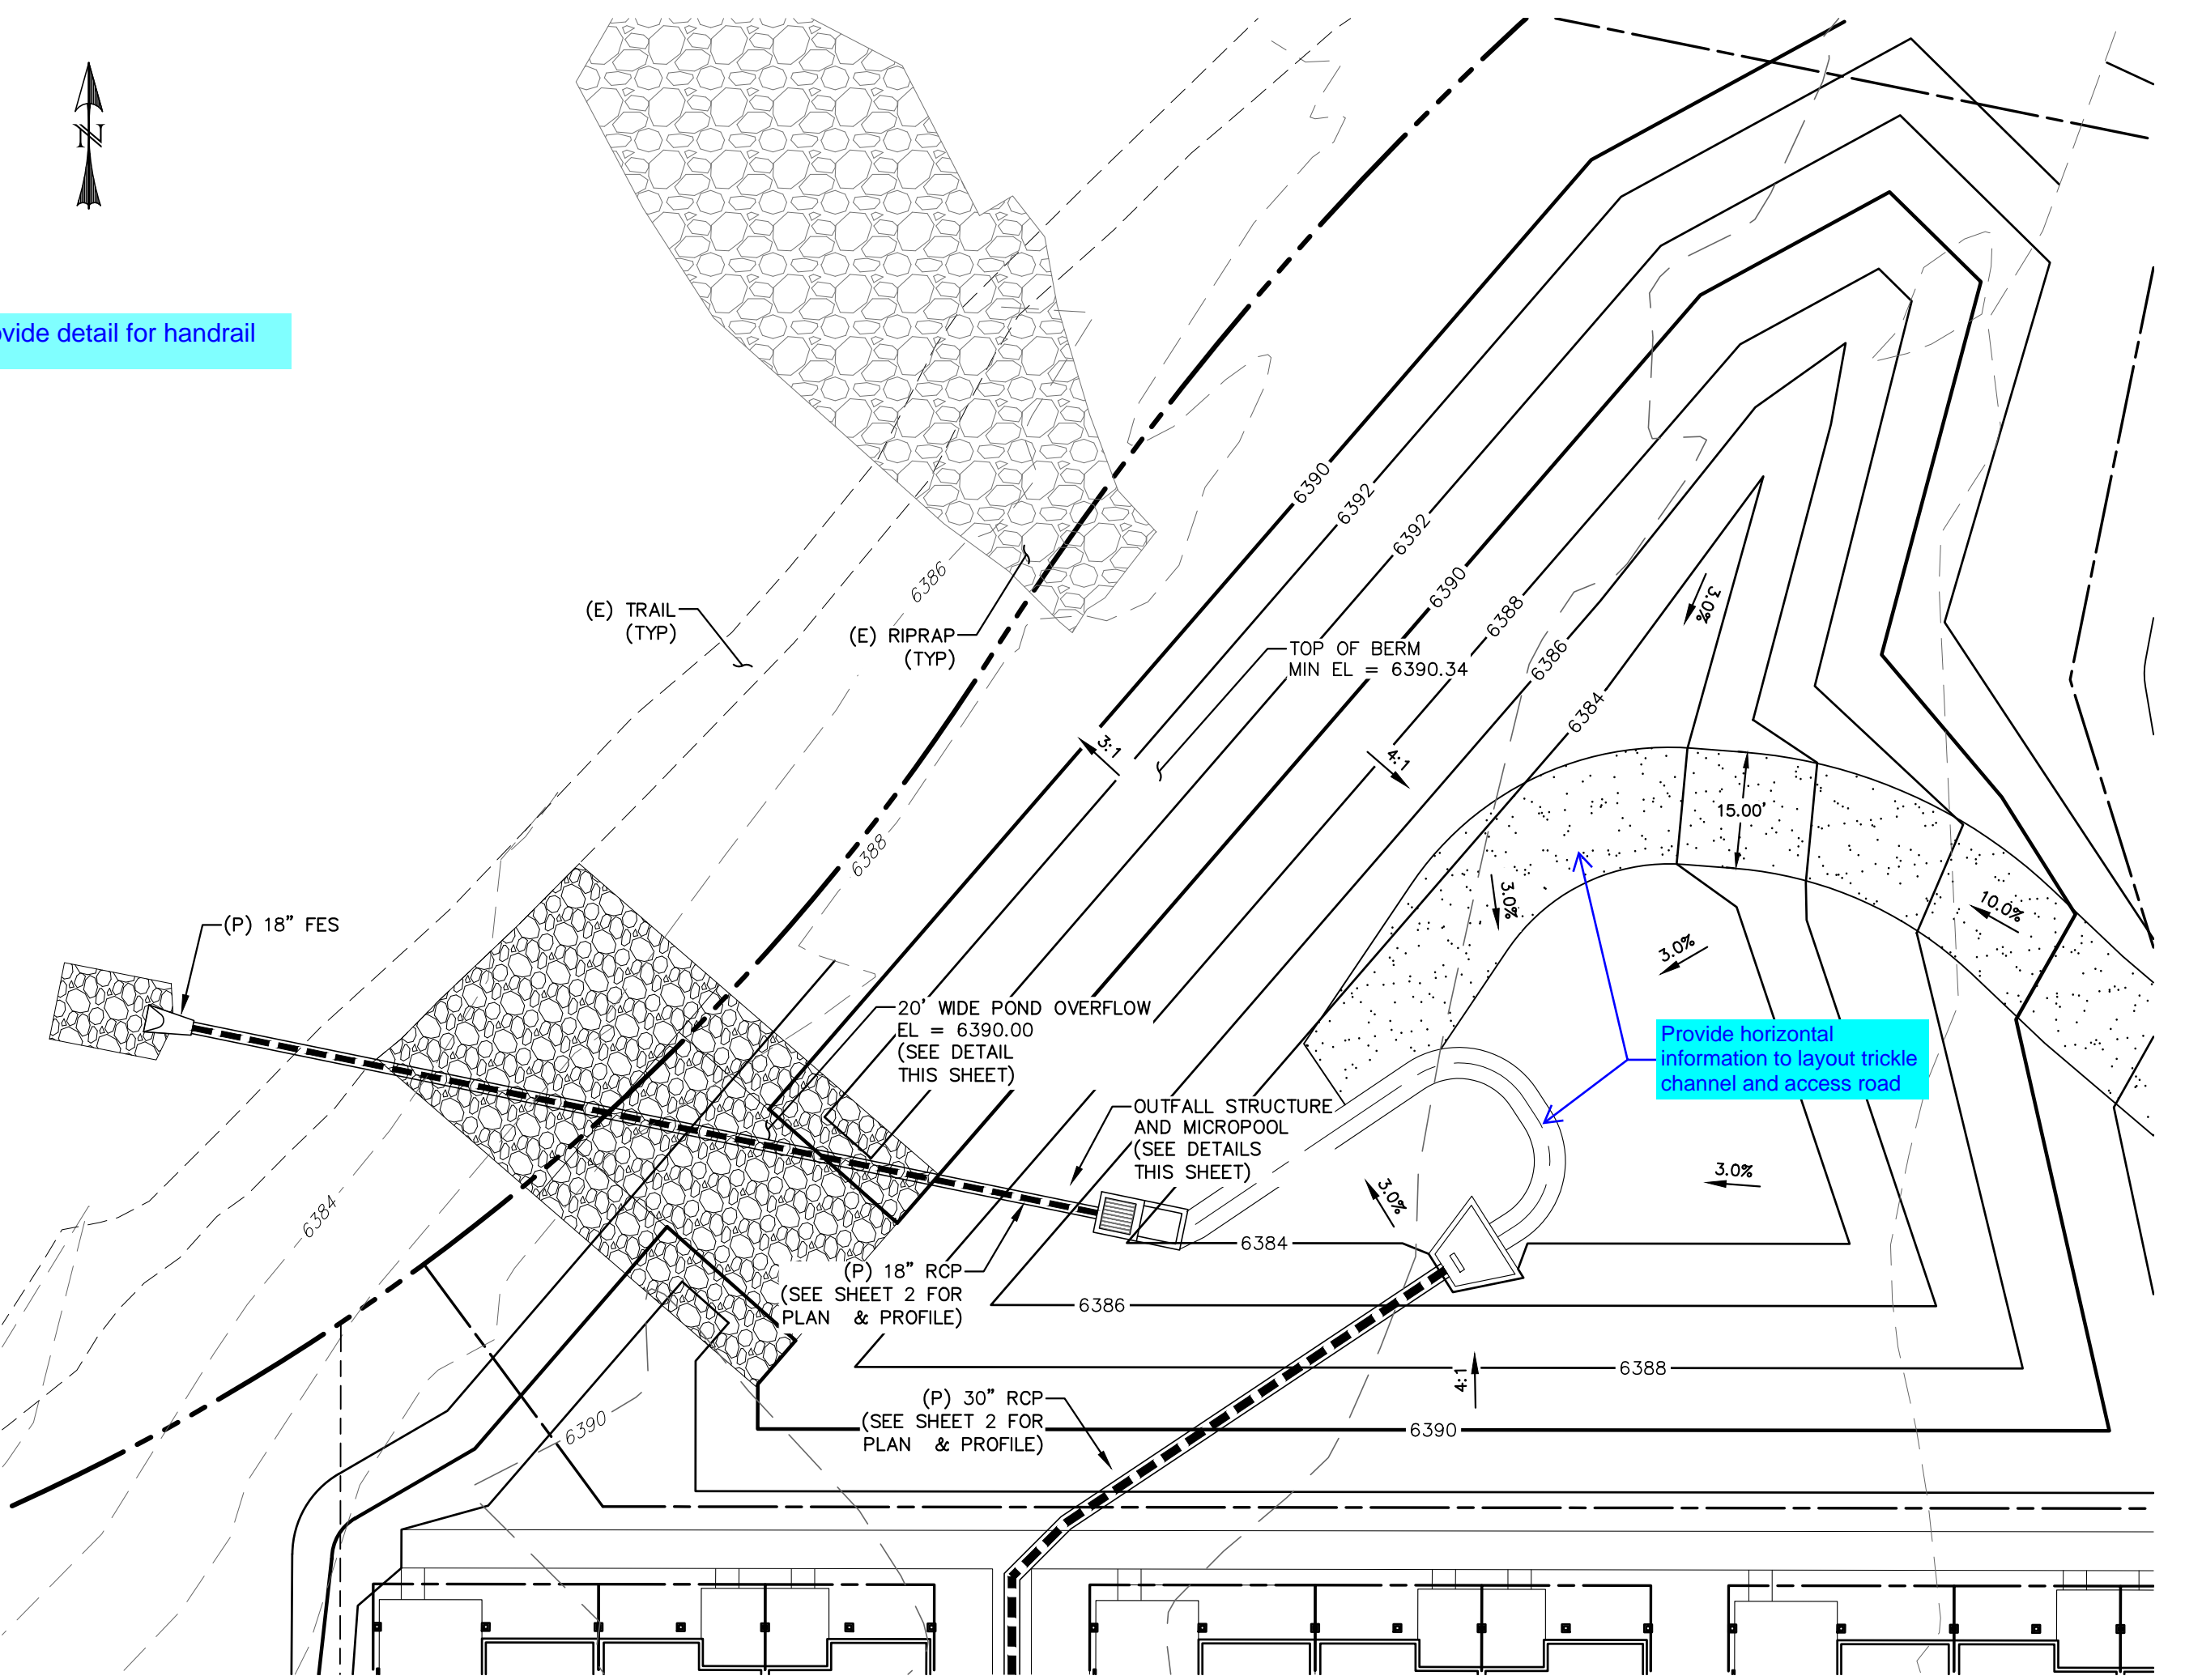 N
ovide detail for handrail
6390
6392
6392
6390
6388
6386
6384
6386
(E) TRAIL
(TYP)
(E) RIPRAP
(TYP)
TOP OF BERM
MIN EL = 6390.34
3.0%
3:1
4:1
15.00'
6388
3.0%
10.0%
3.0%
(P) 18" FES
20' WIDE POND OVERFLOW
EL = 6390.00
(SEE DETAIL
THIS SHEET)
Provide horizontal
information to layout trickle
channel and access road
OUTFALL STRUCTURE
AND MICROPOOL
(SEE DETAILS
THIS SHEET)
3.0%
3.0%
6384
6384
(P) 18" RCP
(SEE SHEET 2 FOR
PLAN & PROFILE)
6386
6388
4:1
(P) 30" RCP
(SEE SHEET 2 FOR
PLAN & PROFILE)
6390
6390